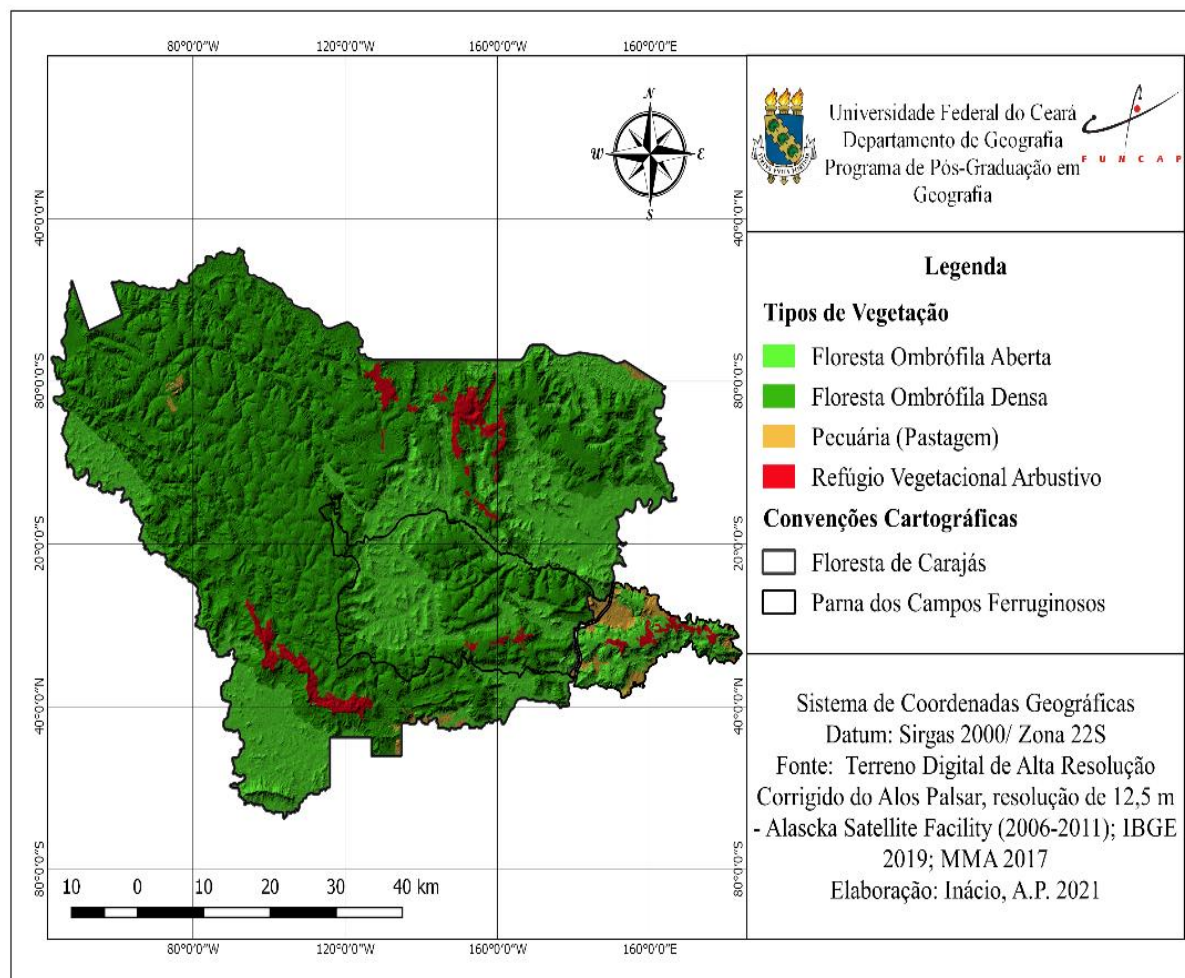 80°0'0"W 120°0'0"W 160°0'0"W 160°0'0"E
N
W E
S
40°0'0"N 40°0'0"N
80°0'0"S 80°0'0"S
20°0'0"S 20°0'0"S
40°0'0"N 40°0'0"N
80°0'0"S 80°0'0"S
10 0 10 20 30 40 km
80°0'0"W 120°0'0"W 160°0'0"W 160°0'0"E
Universidade Federal do Ceará
Departamento de Geografia
Programa de Pós-Graduação em
Geografia
FUNCAP
Legenda
Tipos de Vegetação
Floresta Ombrófila Aberta
Floresta Ombrófila Densa
Pecuária (Pastagem)
Refúgio Vegetacional Arbustivo
Convenções Cartográficas
Floresta de Carajás
Parna dos Campos Ferruginosos
Sistema de Coordenadas Geográficas
Datum: Sirgas 2000/ Zona 22S
Fonte: Terreno Digital de Alta Resolução
Corrigido do Alos Palsar, resolução de 12,5 m
- Alascka Satellite Facility (2006-2011); IBGE
2019; MMA 2017
Elaboração: Inácio, A.P. 2021